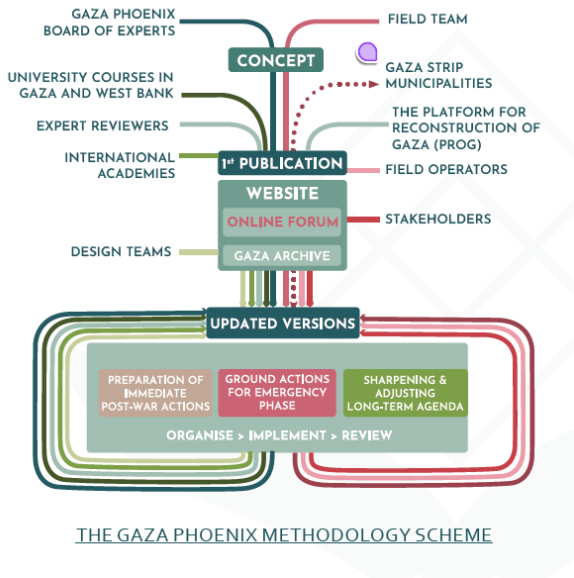 GAZA PHOENIX
BOARD OF EXPERTS
FIELD TEAM
CONCEPT
GAZA STRIP
MUNICIPALITIES
UNIVERSITY COURSES IN
GAZA AND WEST BANK
EXPERT REVIEWERS
THE PLATFORM FOR
RECONSTRUCTION OF
GAZA (PROG)
INTERNATIONAL
ACADEMIES
1st PUBLICATION
FIELD OPERATORS
WEBSITE
ONLINE FORUM
STAKEHOLDERS
DESIGN TEAMS
GAZA ARCHIVE
UPDATED VERSIONS
PREPARATION OF
IMMEDIATE
POST-WAR ACTIONS
GROUND ACTIONS
FOR EMERGENCY
PHASE
SHARPENING &
ADJUSTING
LONG-TERM AGENDA
ORGANISE > IMPLEMENT > REVIEW
THE GAZA PHOENIX METHODOLOGY SCHEME